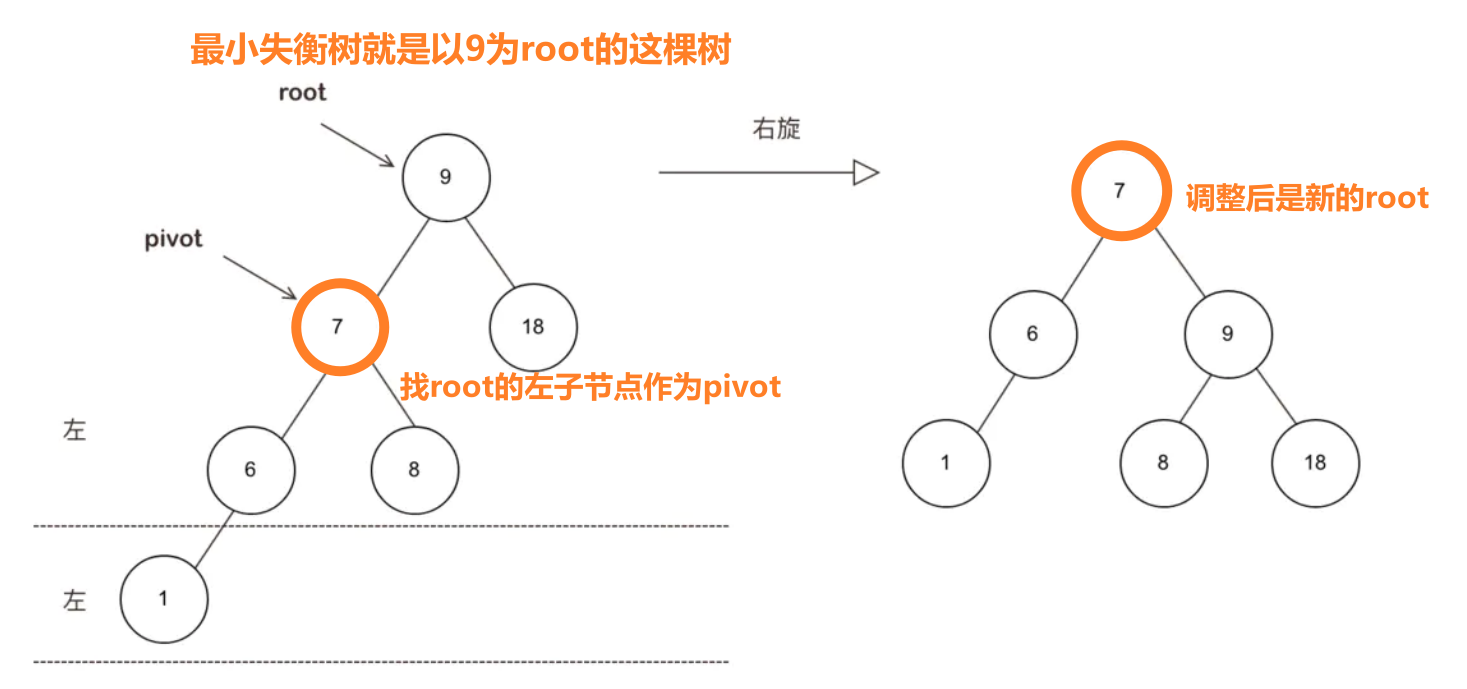 最小失衡树就是以9为root的这棵树
root
右旋
9
7
调整后是新的root
pivot
7
18
6
9
找root的左子节点作为pivot
左
6
8
1
8
18
左
1